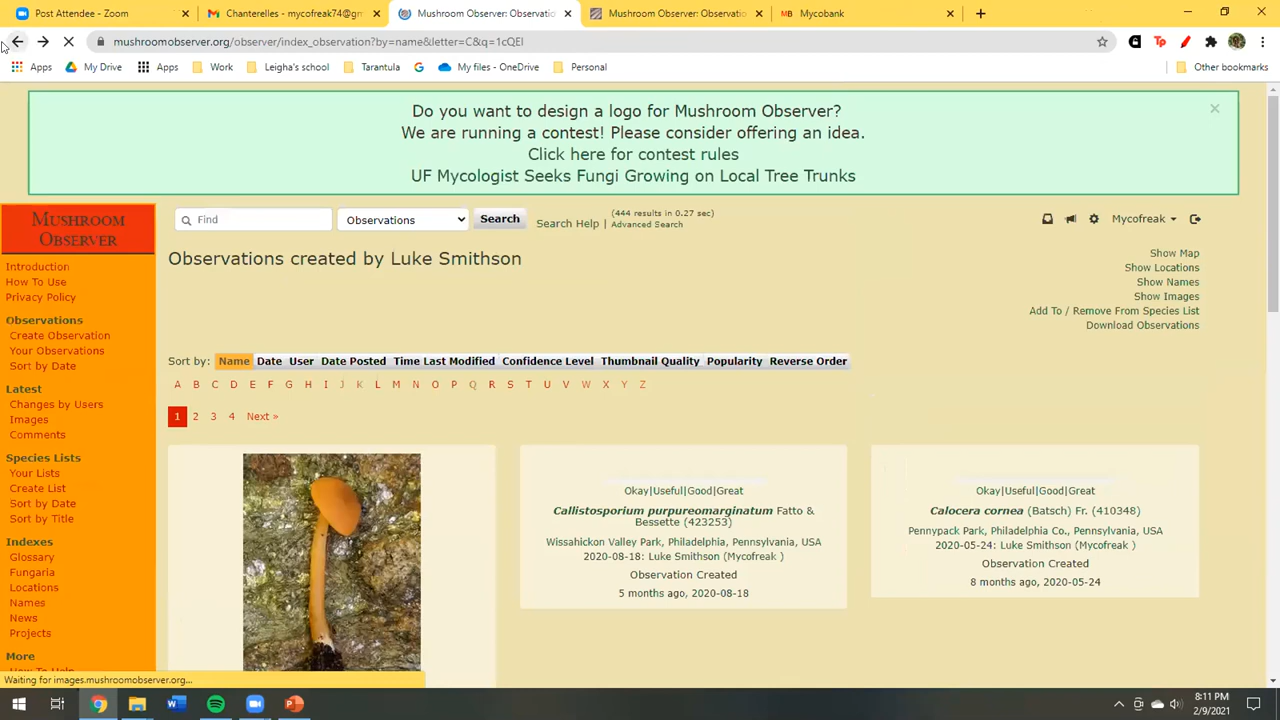 Post Attendee - Zoom
Chanterelles - mycofreak74@gm
Mushroom Observer: Observatio
Mushroom Observer: Observatio
Mycobank
mushroomobserver.org/observer/index_observation?by=name&letter=C&q=1cQEI
Apps
My Drive
Apps
Work
Leigha's school
Tarantula
My files - OneDrive
Personal
Other bookmarks
Do you want to design a logo for Mushroom Observer?
We are running a contest! Please consider offering an idea.
Click here for contest rules
UF Mycologist Seeks Fungi Growing on Local Tree Trunks
×
MUSHROOM
OBSERVER
Find
Observations
Search
Search Help |
(444 results in 0.27 sec)
Advanced Search
Mycofreak
Observations created by Luke Smithson
Show Map
Show Locations
Show Names
Show Images
Add To / Remove From Species List
Download Observations
Introduction
How To Use
Privacy Policy
Observations
Create Observation
Your Observations
Sort by Date
Latest
Changes by Users
Images
Comments
Species Lists
Your Lists
Create List
Sort by Date
Sort by Title
Indexes
Glossary
Fungaria
Locations
Names
News
Projects
More
How To Help
Sort by: Name Date User Date Posted Time Last Modified Confidence Level Thumbnail Quality Popularity Reverse Order
A B C D E F G H I J K L M N O P Q R S T U V W X Y Z
1 2 3 4 Next »
Okay|Useful|Good|Great
Callistosporium purpureomarginatum Fatto &
Bessette (423253)
Wissahickon Valley Park, Philadelphia, Pennsylvania, USA
2020-08-18: Luke Smithson (Mycofreak )
Observation Created
5 months ago, 2020-08-18
Okay|Useful|Good|Great
Calocera cornea (Batsch) Fr. (410348)
Pennypack Park, Philadelphia Co., Pennsylvania, USA
2020-05-24: Luke Smithson (Mycofreak )
Observation Created
8 months ago, 2020-05-24
Waiting for images.mushroomobserver.org...
8:11 PM
2/9/2021